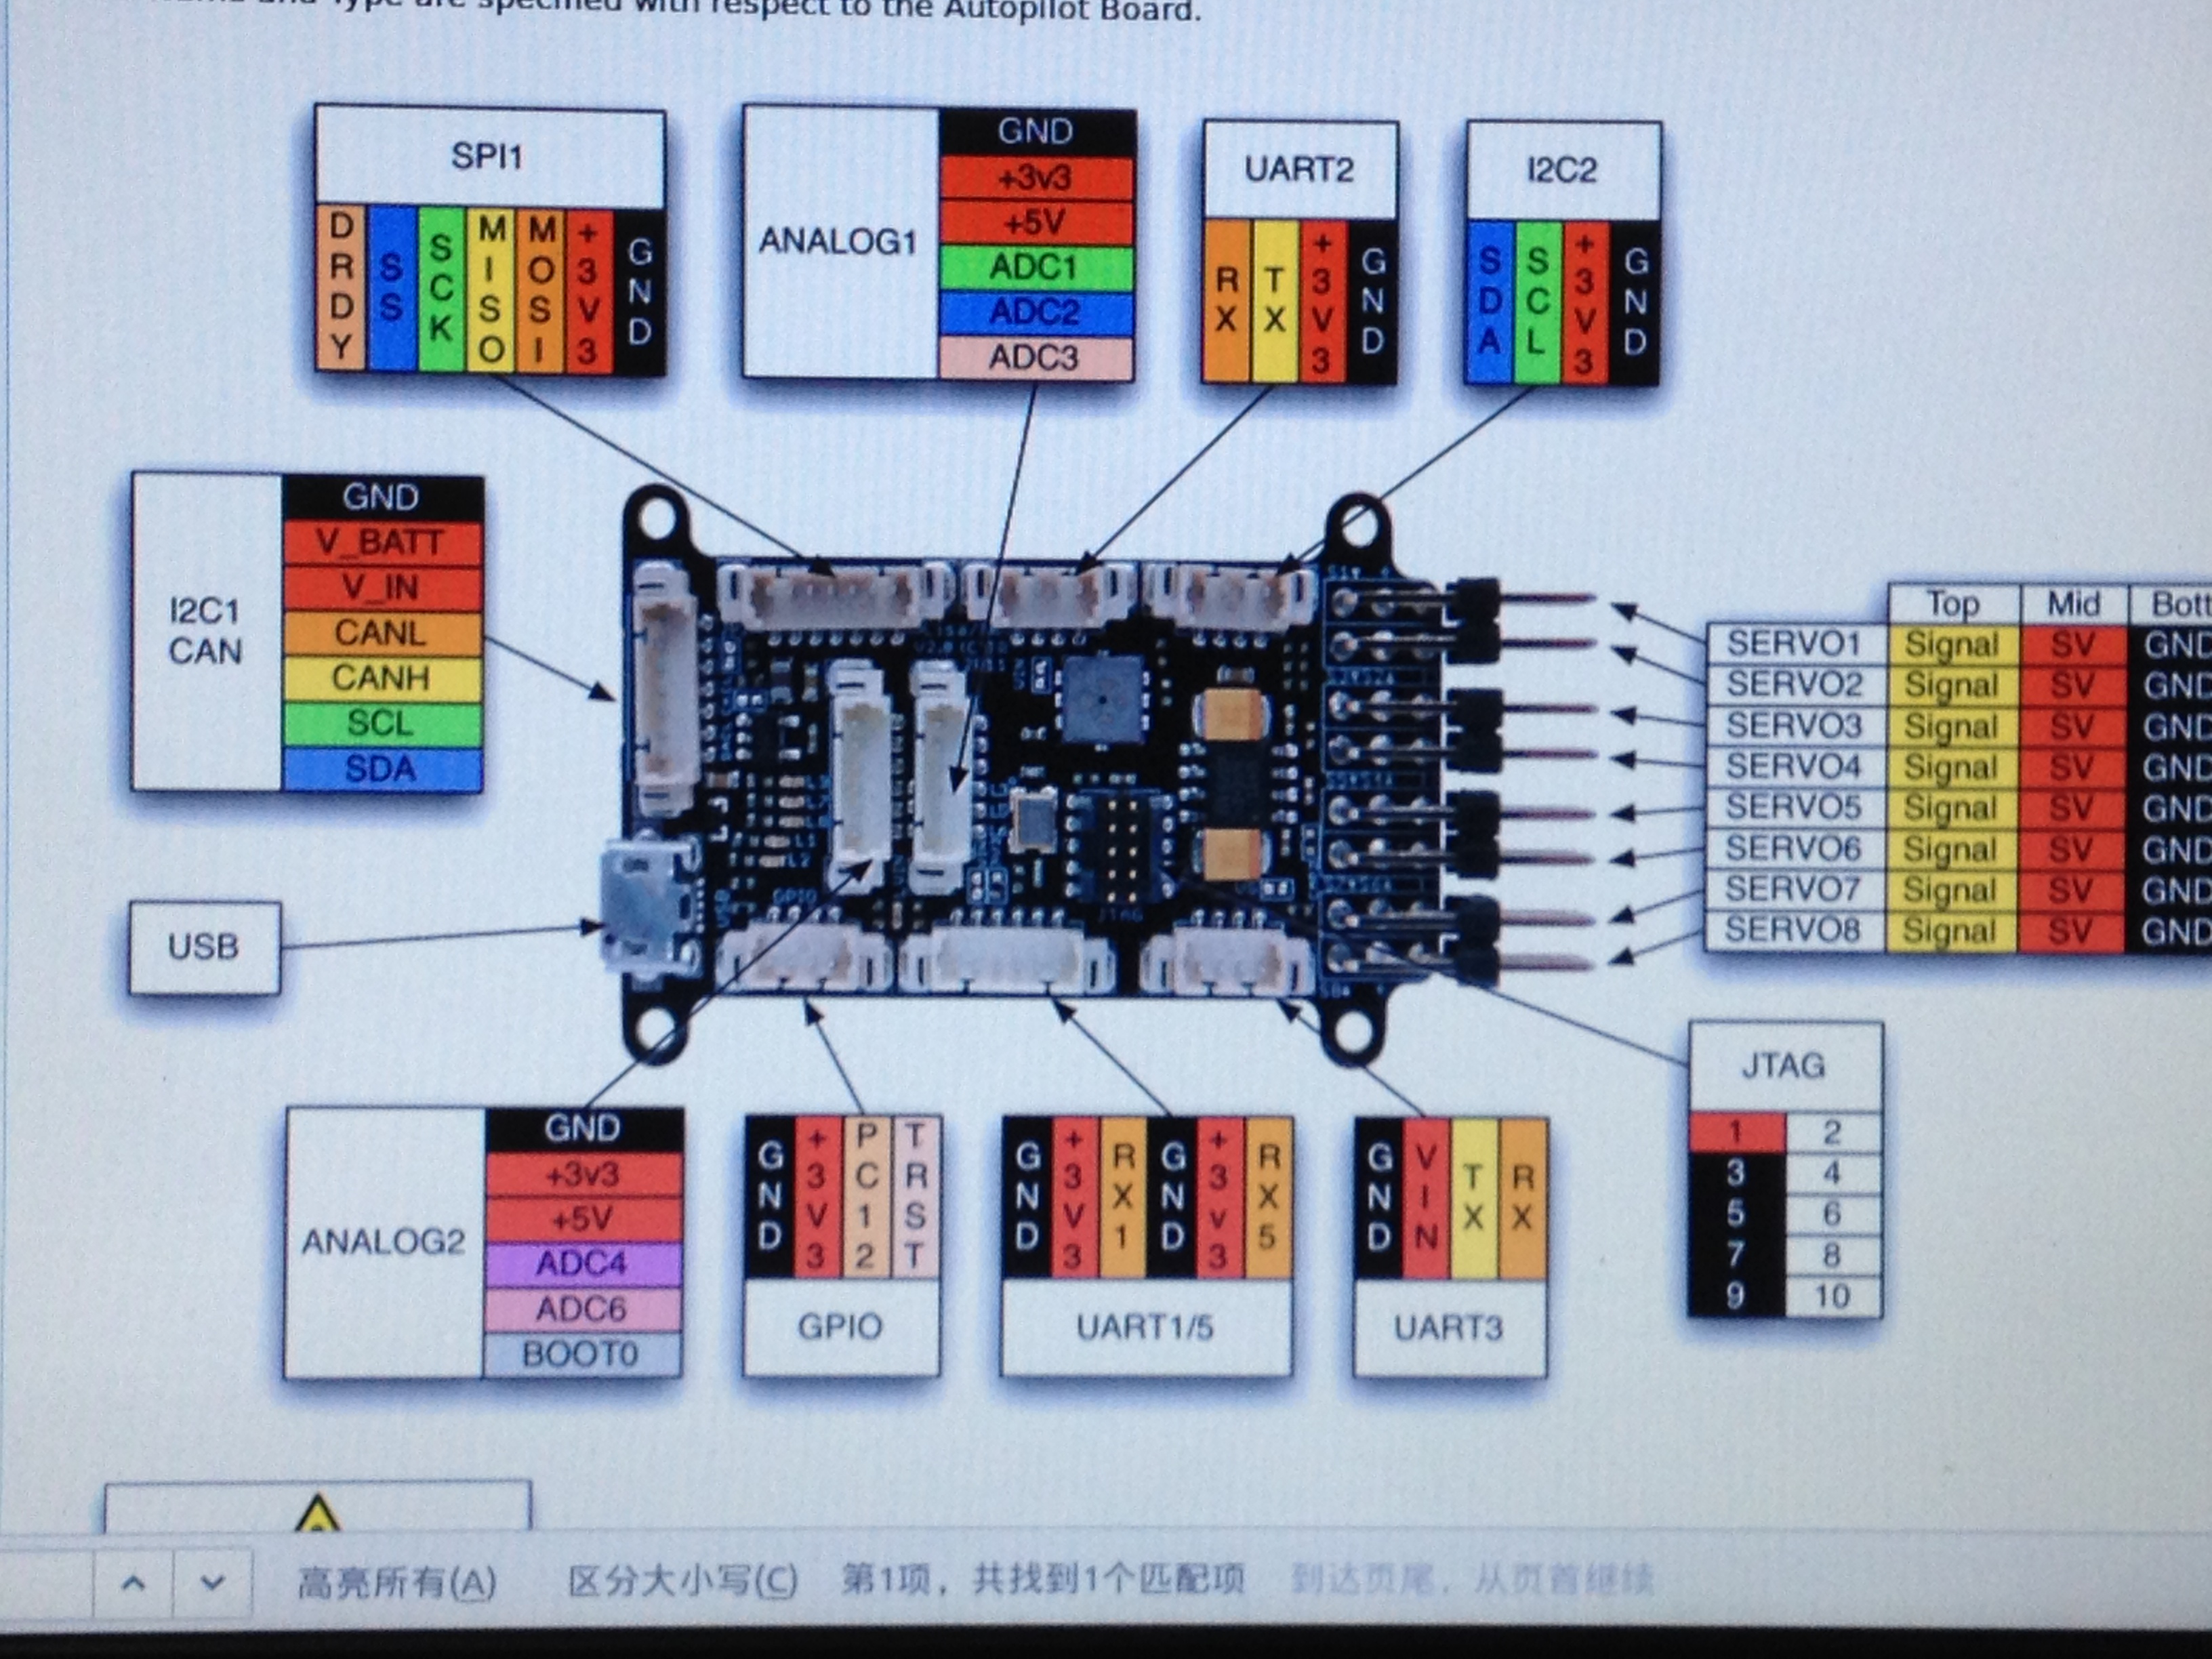 and Type are specified with respect to the Autopilot Board.
SPI1
DRDY SS SCK MISO MOSI +3V3 GND
ANALOG1
GND
+3v3
+5V
ADC1
ADC2
ADC3
UART2
RX TX +3V3 GND
I2C2
SDA SCL +3V3 GND
I2C1
CAN
GND
V_BATT
V_IN
CANL
CANH
SCL
SDA
USB
GPIO
JTAG
Top Mid Bott
SERVO1 Signal SV GND
SERVO2 Signal SV GND
SERVO3 Signal SV GND
SERVO4 Signal SV GND
SERVO5 Signal SV GND
SERVO6 Signal SV GND
SERVO7 Signal SV GND
SERVO8 Signal SV GND
JTAG
1 2
3 4
5 6
7 8
9 10
ANALOG2
GND
+3v3
+5V
ADC4
ADC6
BOOT0
GND +3V3 PC12 TRST
GPIO
GND +3V3 RX1 GND +3v3 RX5
UART1/5
GND VIN TX RX
UART3
高亮所有(A) 区分大小写(C) 第1项，共找到1个匹配项 到达页尾，从页首继续